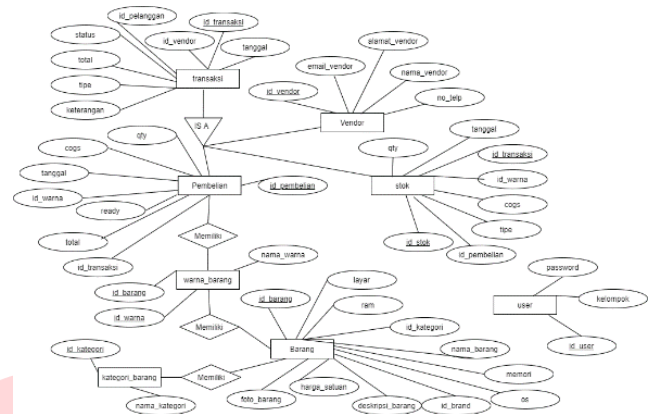 id_pelanggan
id_transaksi
status
id_vendor
tanggal
total
tipe
keterangan
transaksi
alamat_vendor
email_vendor
nama_vendor
id_vendor
no_telp
Vendor
IS A
qty
cogs
tanggal
id_warna
ready
total
id_transaksi
Pembelian
id_pembelian
qty
tanggal
id_transaksi
id_warna
cogs
tipe
id_pembelian
id_stok
stok
Memiliki
nama_warna
id_barang
warna_barang
id_warna
Memiliki
layar
id_barang
ram
id_kategori
nama_barang
memori
os
id_brand
deskripsi_barang
harga_satuan
foto_barang
Barang
password
kelompok
user
id_user
id_kategori
kategori_barang
Memiliki
nama_kategori